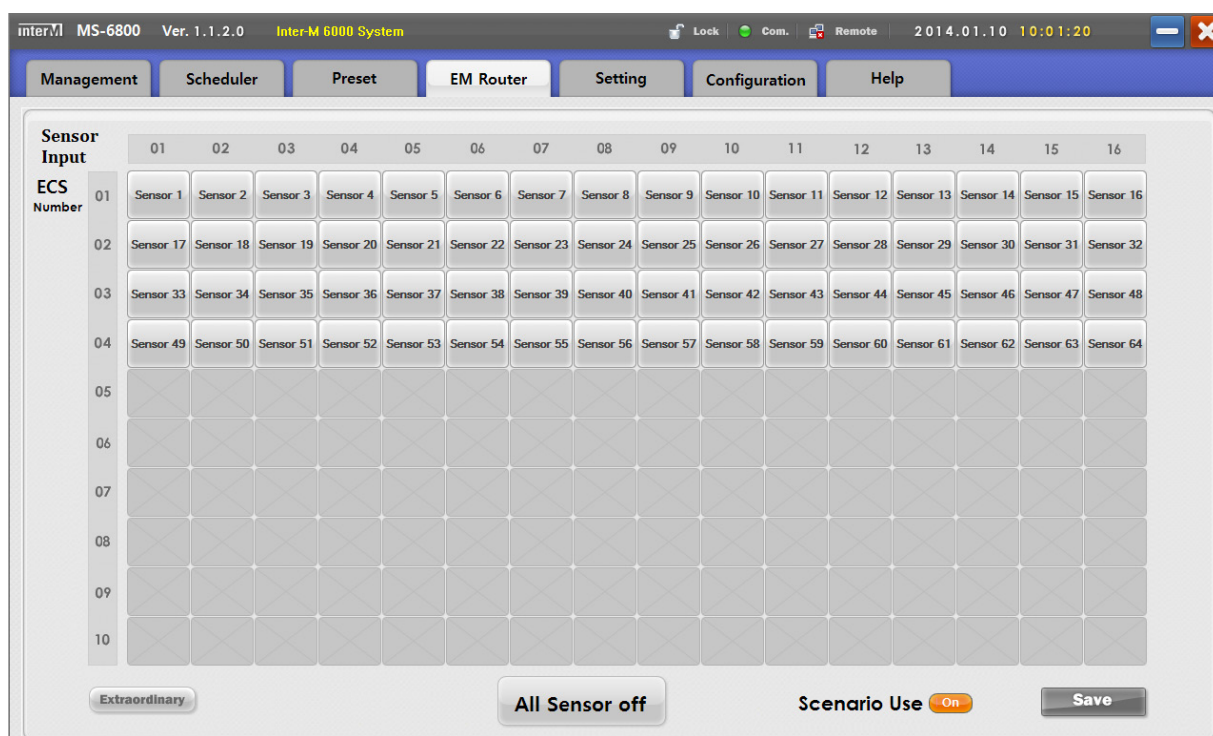 inter M MS-6800 Ver. 1.1.2.0 Inter-M 6000 System Lock Com. Remote 2014.01.10 10:01:20
Management Scheduler Preset EM Router Setting Configuration Help
Sensor
Input 01 02 03 04 05 06 07 08 09 10 11 12 13 14 15 16
ECS
Number 01 Sensor 1 Sensor 2 Sensor 3 Sensor 4 Sensor 5 Sensor 6 Sensor 7 Sensor 8 Sensor 9 Sensor 10 Sensor 11 Sensor 12 Sensor 13 Sensor 14 Sensor 15 Sensor 16
02 Sensor 17 Sensor 18 Sensor 19 Sensor 20 Sensor 21 Sensor 22 Sensor 23 Sensor 24 Sensor 25 Sensor 26 Sensor 27 Sensor 28 Sensor 29 Sensor 30 Sensor 31 Sensor 32
03 Sensor 33 Sensor 34 Sensor 35 Sensor 36 Sensor 37 Sensor 38 Sensor 39 Sensor 40 Sensor 41 Sensor 42 Sensor 43 Sensor 44 Sensor 45 Sensor 46 Sensor 47 Sensor 48
04 Sensor 49 Sensor 50 Sensor 51 Sensor 52 Sensor 53 Sensor 54 Sensor 55 Sensor 56 Sensor 57 Sensor 58 Sensor 59 Sensor 60 Sensor 61 Sensor 62 Sensor 63 Sensor 64
05
06
07
08
09
10
Extraordinary All Sensor off Scenario Use On Save